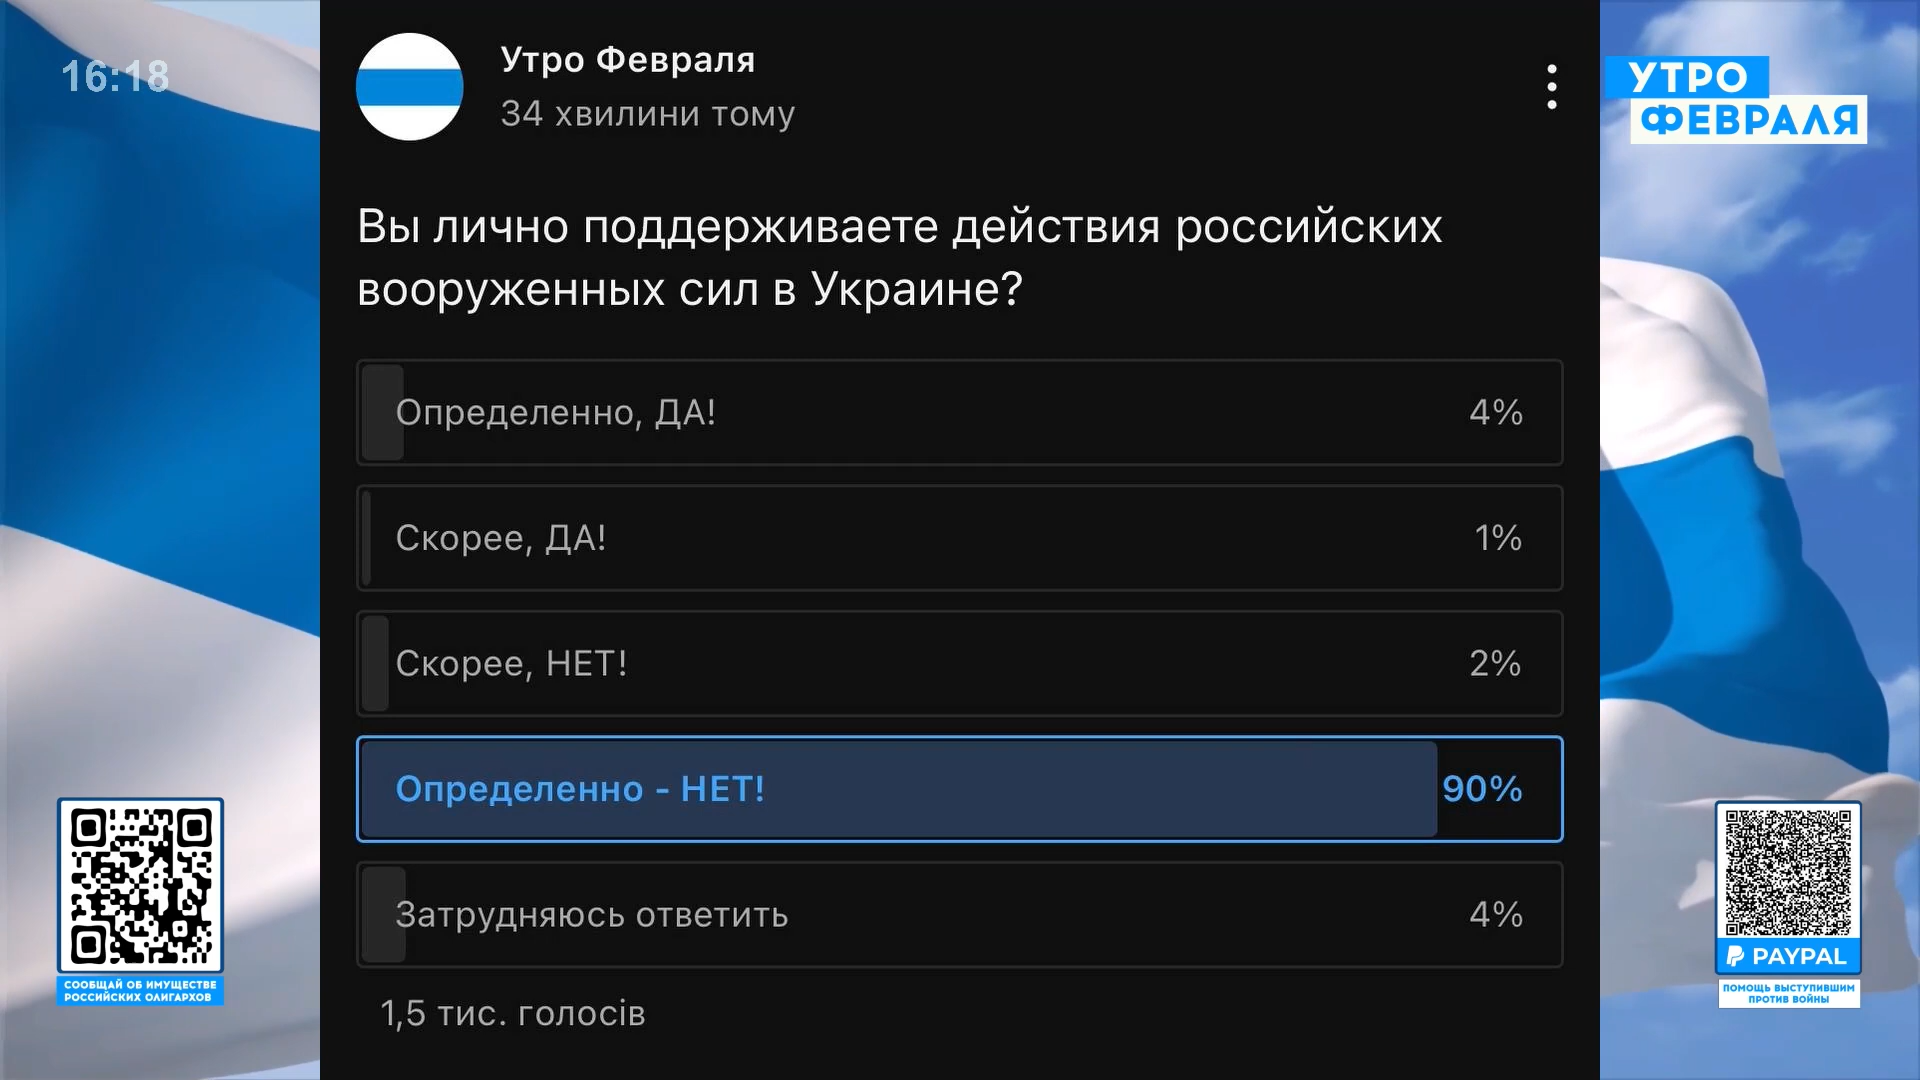 16:18
Утро Февраля
34 хвилини тому
УТРО
ФЕВРАЛЯ
Вы лично поддерживаете действия российских
вооруженных сил в Украине?
Определенно, ДА! 4%
Скорее, ДА! 1%
Скорее, НЕТ! 2%
Определенно - НЕТ! 90%
Затрудняюсь ответить 4%
1,5 тис. голосів
СООБЩАЙ ОБ ИМУЩЕСТВЕ
РОССИЙСКИХ ОЛИГАРХОВ
PAYPAL
ПОМОЩЬ ВЫСТУПИВШИМ
ПРОТИВ ВОЙНЫ